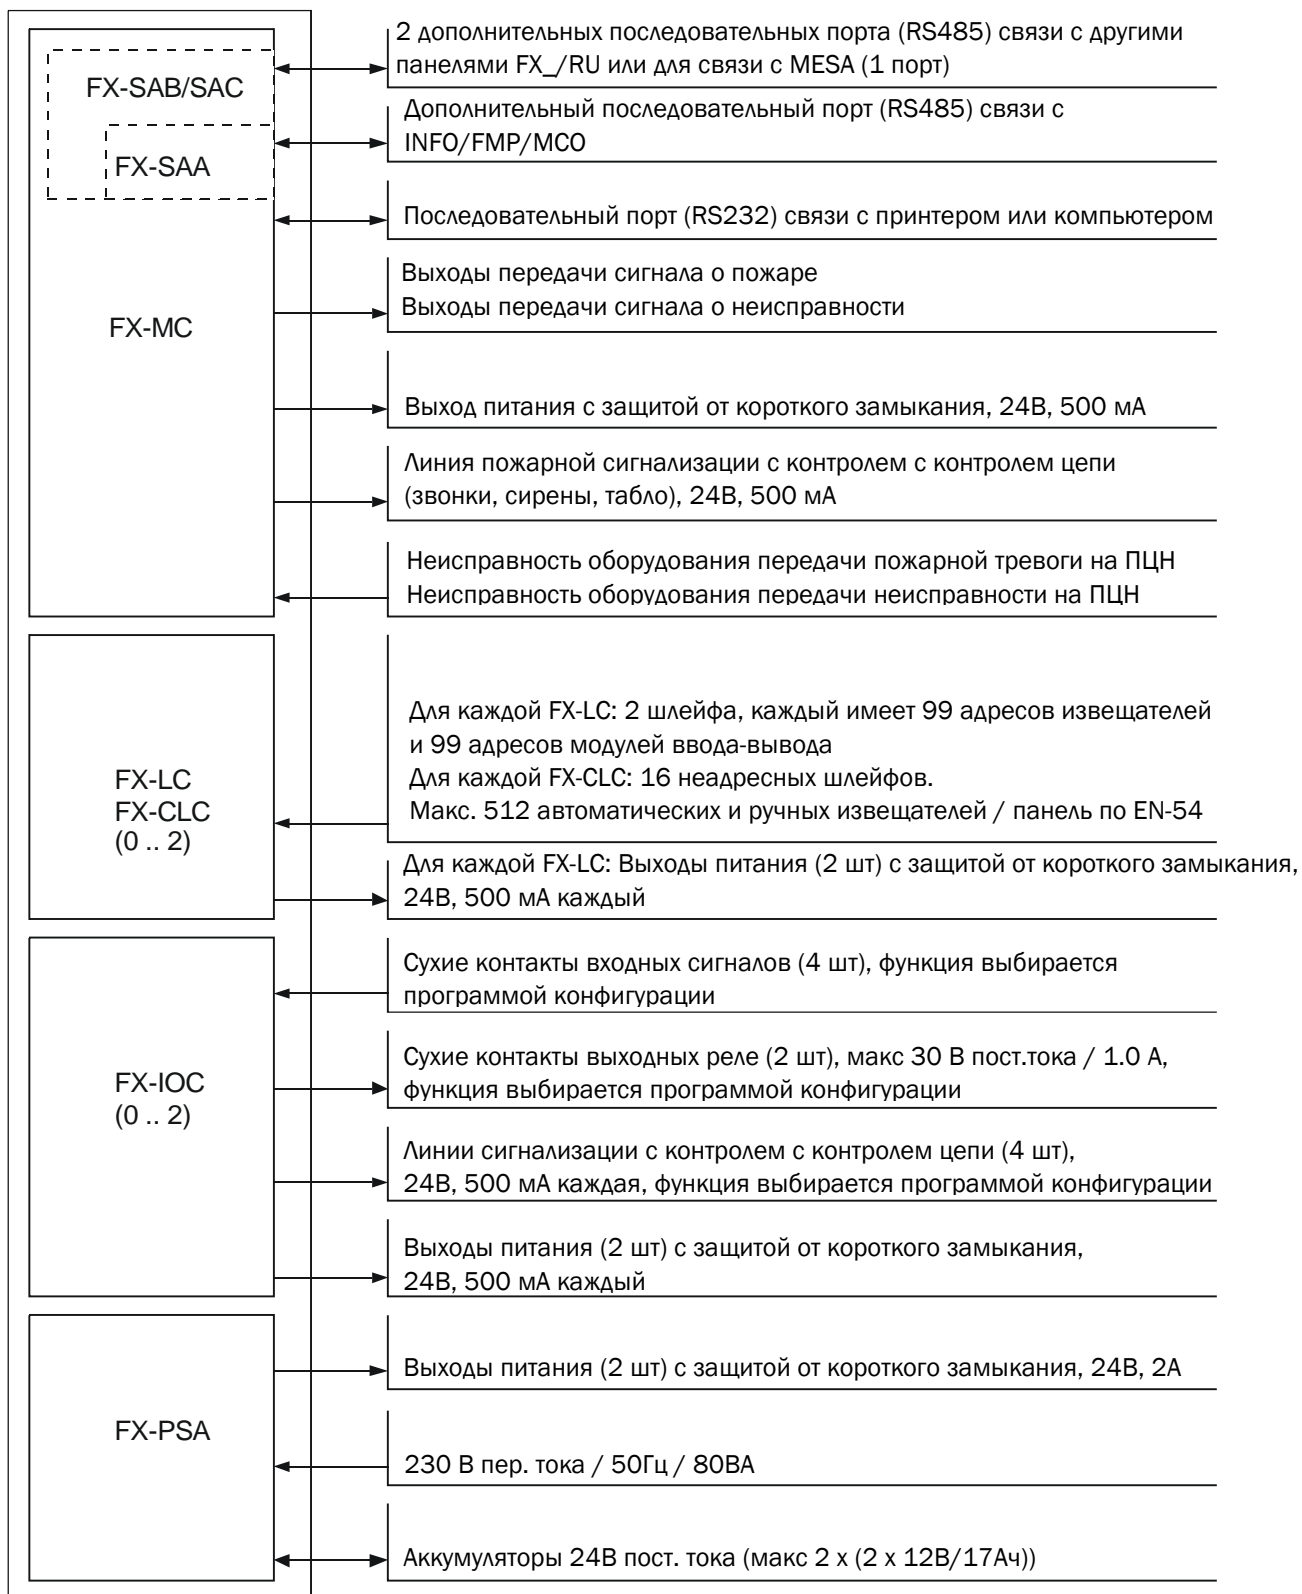 2 дополнительных последовательных порта (RS485) связи с другими
панелями FX_/RU или для связи с MESA (1 порт)
FX-SAB/SAC
Дополнительный последовательный порт (RS485) связи с
INFO/FMP/MCO
FX-SAA
Последовательный порт (RS232) связи с принтером или компьютером
Выходы передачи сигнала о пожаре
Выходы передачи сигнала о неисправности
FX-MC
Выход питания с защитой от короткого замыкания, 24В, 500 мА
Линия пожарной сигнализации с контролем с контролем цепи
(звонки, сирены, табло), 24В, 500 мА
Неисправность оборудования передачи пожарной тревоги на ПЦН
Неисправность оборудования передачи неисправности на ПЦН
Для каждой FX-LC: 2 шлейфа, каждый имеет 99 адресов извещателей
и 99 адресов модулей ввода-вывода
Для каждой FX-CLC: 16 неадресных шлейфов.
Макс. 512 автоматических и ручных извещателей / панель по EN-54
FX-LC
FX-CLC
(0 .. 2)
Для каждой FX-LC: Выходы питания (2 шт) с защитой от короткого замыкания,
24В, 500 мА каждый
Сухие контакты входных сигналов (4 шт), функция выбирается
программой конфигурации
Сухие контакты выходных реле (2 шт), макс 30 В пост.тока / 1.0 А,
функция выбирается программой конфигурации
FX-IOC
(0 .. 2)
Линии сигнализации с контролем с контролем цепи (4 шт),
24В, 500 мА каждая, функция выбирается программой конфигурации
Выходы питания (2 шт) с защитой от короткого замыкания,
24В, 500 мА каждый
Выходы питания (2 шт) с защитой от короткого замыкания, 24В, 2А
FX-PSA
230 В пер. тока / 50Гц / 80ВА
Аккумуляторы 24В пост. тока (макс 2 х (2 х 12В/17Ач))